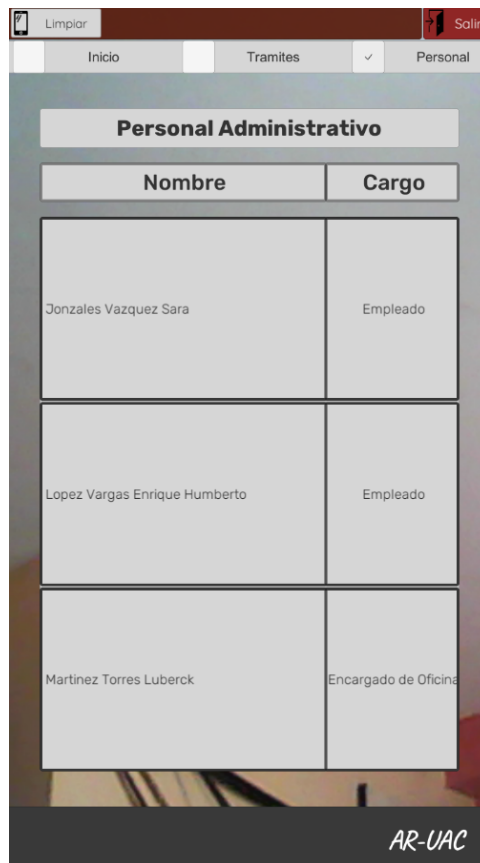 Limpiar
Salir
Inicio
Tramites
Personal
Personal Administrativo
Nombre
Cargo
Jonzales Vazquez Sara
Empleado
Lopez Vargas Enrique Humberto
Empleado
Martinez Torres Luberck
Encargado de Oficina
AR-UAC